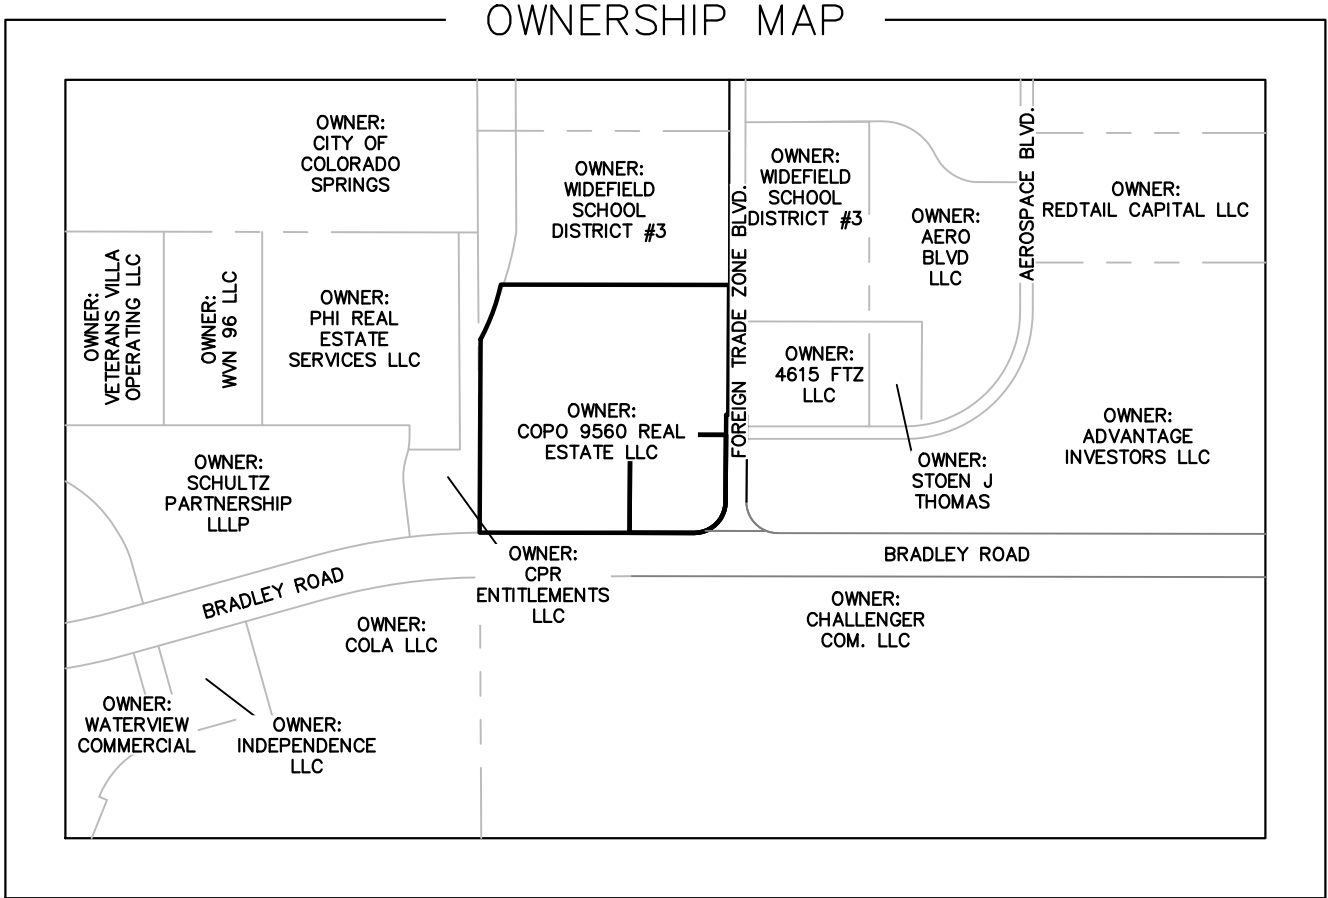 OWNERSHIP MAP
OWNER:
CITY OF
COLORADO
SPRINGS
OWNER:
WIDEFIELD
SCHOOL
DISTRICT #3
OWNER:
WIDEFIELD
SCHOOL
DISTRICT #3
OWNER:
AERO
BLVD
LLC
AEROSPACE BLVD.
OWNER:
REDTAIL CAPITAL LLC
OWNER:
VETERANS VILLA
OPERATING LLC
OWNER:
WVN 96 LLC
OWNER:
PHI REAL
ESTATE
SERVICES LLC
FOREIGN TRADE ZONE BLVD.
OWNER:
4615 FTZ
LLC
OWNER:
COPO 9560 REAL
ESTATE LLC
OWNER:
ADVANTAGE
INVESTORS LLC
OWNER:
SCHULTZ
PARTNERSHIP
LLLP
OWNER:
STOEN J
THOMAS
OWNER:
CPR
ENTITLEMENTS
LLC
BRADLEY ROAD
BRADLEY ROAD
OWNER:
COLA LLC
OWNER:
CHALLENGER
COM. LLC
OWNER:
WATERVIEW
COMMERCIAL
OWNER:
INDEPENDENCE
LLC